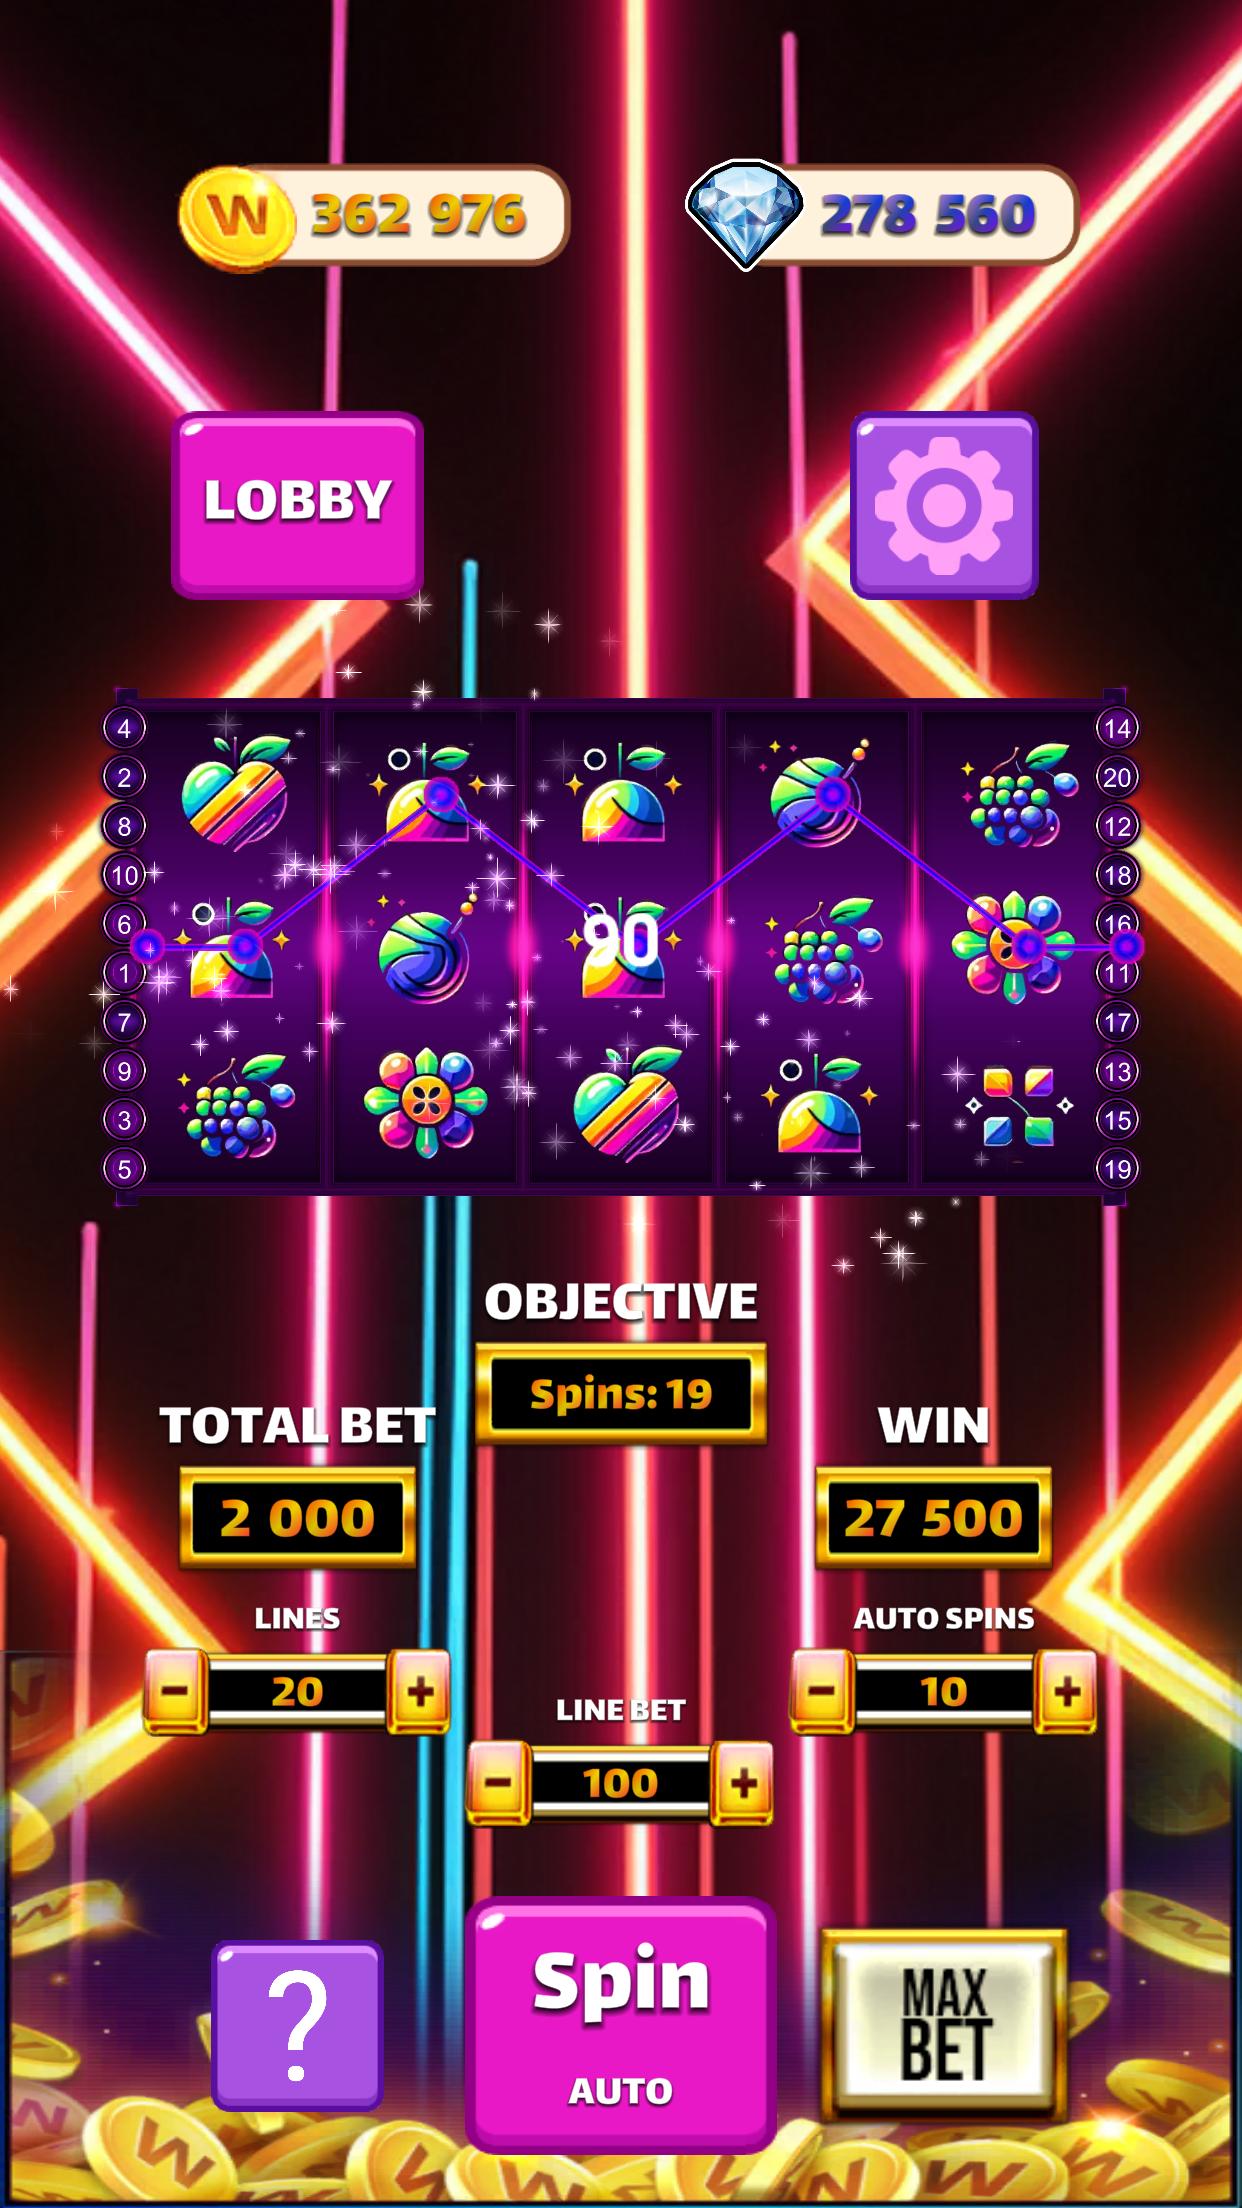 W 362 976
278 560
LOBBY
4
14
2
20
8
12
10
18
6
16
90
1
11
7
17
9
13
3
15
5
19
OBJECTIVE
Spins: 19
TOTAL BET
WIN
2 000
27 500
LINES
AUTO SPINS
- 20 +
- 10 +
LINE BET
- 100 +
Spin
AUTO
?
MAX
BET